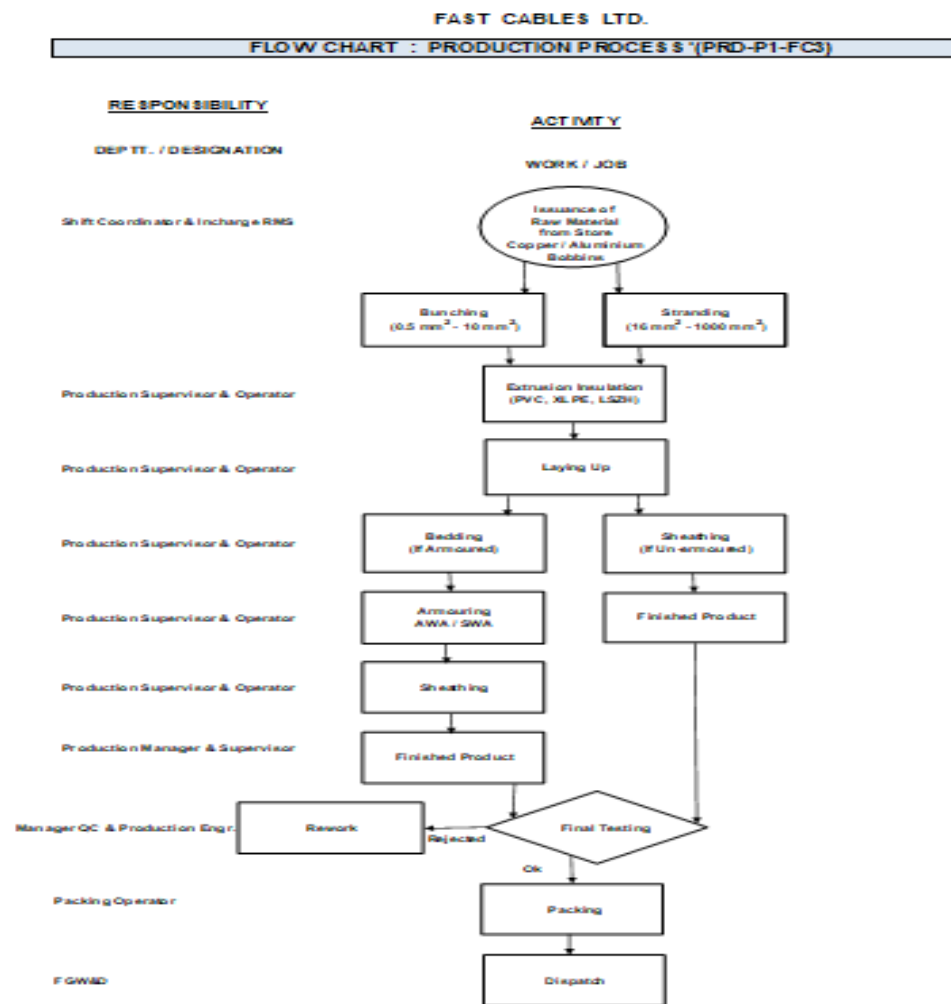 FAST CABLES LTD.
FLOW CHART : PRODUCTION PROCESS '(PRD-P1-FC3)
RESPONSIBILITY
ACTIVITY
DEPTT. / DESIGNATION
WORK / JOB
Shift Coordinator & Incharge RMS
Issuance of
Raw Material
from Store
Copper / Aluminium
Bobbins
Bunching
(0.5 mm² - 10 mm²)
Stranding
(16 mm² - 1000 mm²)
Production Supervisor & Operator
Extrusion Insulation
(PVC, XLPE, LSZH)
Production Supervisor & Operator
Laying Up
Production Supervisor & Operator
Bedding
(If Armoured)
Sheathing
(If Un-ermoured)
Production Supervisor & Operator
Armouring
AWA / SWA
Finished Product
Production Supervisor & Operator
Sheathing
Production Manager & Supervisor
Finished Product
Manager QC & Production Engr.
Rework
Rejected
Final Testing
Ok
Packing Operator
Packing
FGW&D
Dispatch